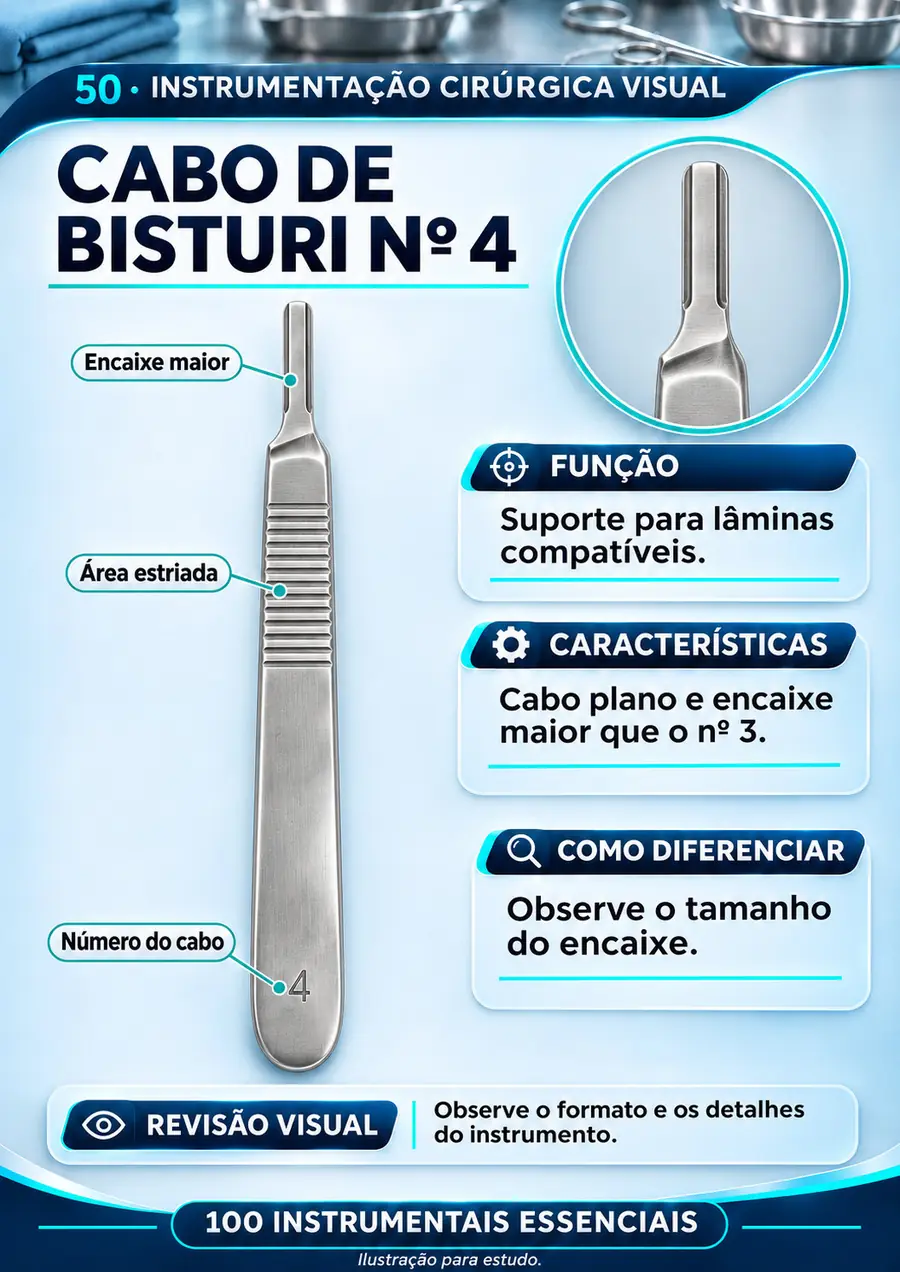 50 · INSTRUMENTAÇÃO CIRÚRGICA VISUAL
CABO DE
BISTURI Nº 4
Encaixe maior
Área estriada
Número do cabo
4
FUNÇÃO
Suporte para lâminas
compatíveis.
CARACTERÍSTICAS
Cabo plano e encaixe
maior que o nº 3.
COMO DIFERENCIAR
Observe o tamanho
do encaixe.
REVISÃO VISUAL
Observe o formato e os detalhes
do instrumento.
100 INSTRUMENTAIS ESSENCIAIS
Ilustração para estudo.